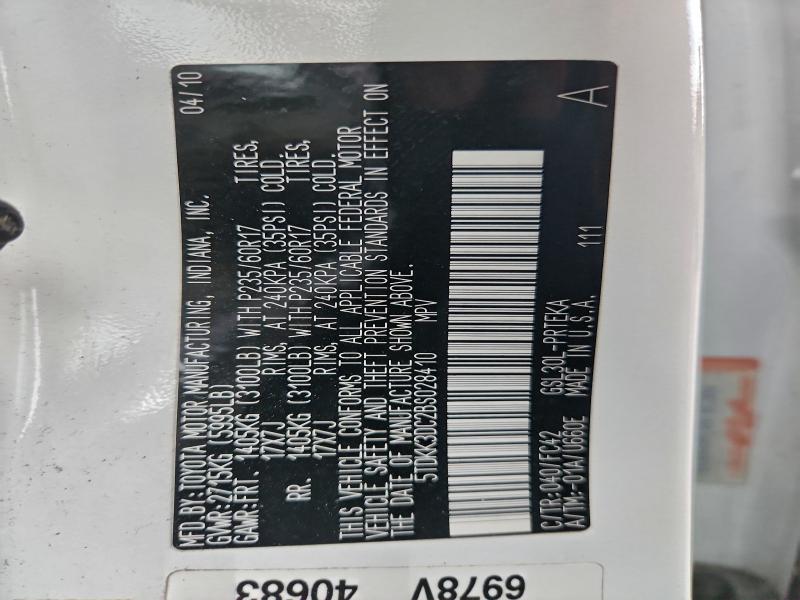 MFD.BY:TOYOTA MOTOR MANUFACTURING, INDIANA, INC. 04/10
GVWR:2715KG (5995LB)
GAWR:FRT. 1405KG (3100LB) WITH P235/60R17 TIRES,
17X7J RIMS, AT 240KPA (35PSI) COLD.
RR. 1405KG (3100LB) WITH P235/60R17 TIRES,
17X7J RIMS, AT 240KPA (35PSI) COLD.
THIS VEHICLE CONFORMS TO ALL APPLICABLE FEDERAL MOTOR
VEHICLE SAFETY AND THEFT PREVENTION STANDARDS IN EFFECT ON
THE DATE OF MANUFACTURE SHOWN ABOVE.
5TDKK3DC2BS028410 MPV
C/TR:040/FC42 GSL30L-PRTEKA
A/TM:-01A/U660E MADE IN U.S.A. 111 A
40683
6978V